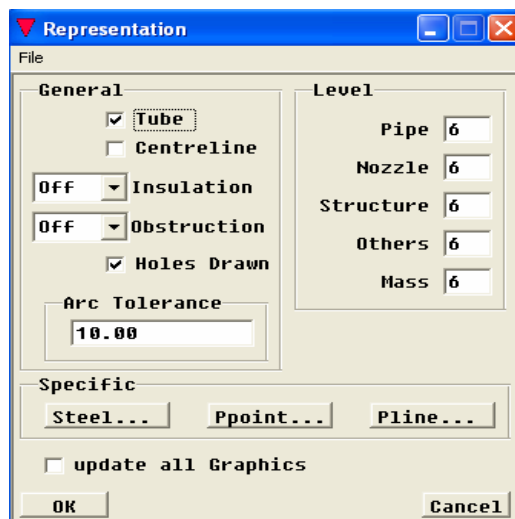 Representation
File
General
Tube
Centreline
Off Insulation
Off Obstruction
Holes Drawn
Arc Tolerance
10.00
Level
Pipe 6
Nozzle 6
Structure 6
Others 6
Mass 6
Specific
Steel... Ppoint... Pline...
update all Graphics
OK Cancel